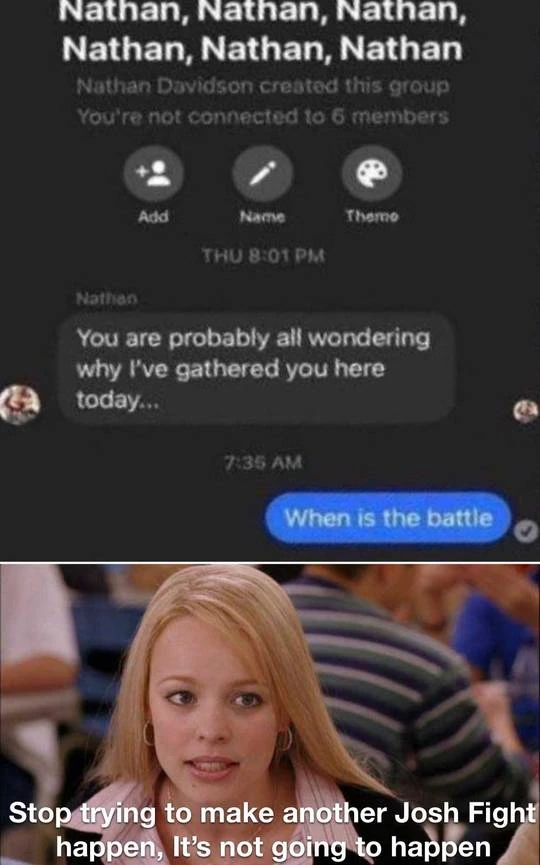 Nathan, Nathan, Nathan,
Nathan, Nathan, Nathan
Nathan Davidson created this group
You're not connected to 6 members
Add
Name
Theme
THU 8:01 PM
Nathan
You are probably all wondering
why I've gathered you here
today...
7:35 AM
When is the battle
Stop trying to make another Josh Fight
happen, It's not going to happen